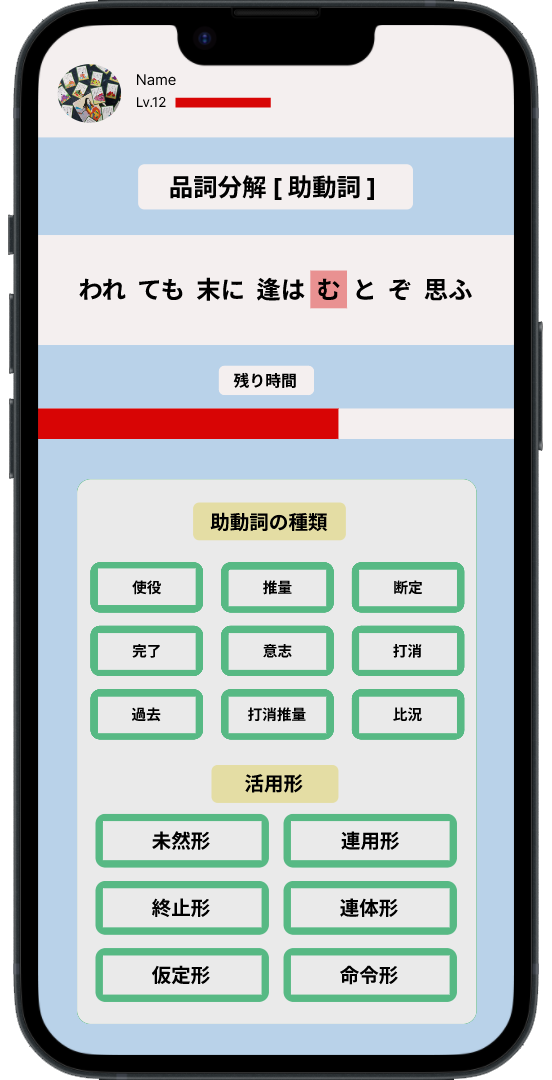 Name
Lv.12
品詞分解 [ 助動詞 ]
われ ても 末に 逢は む と ぞ 思ふ
残り時間
助動詞の種類
使役 推量 断定
完了 意志 打消
過去 打消推量 比況
活用形
未然形 連用形
終止形 連体形
仮定形 命令形